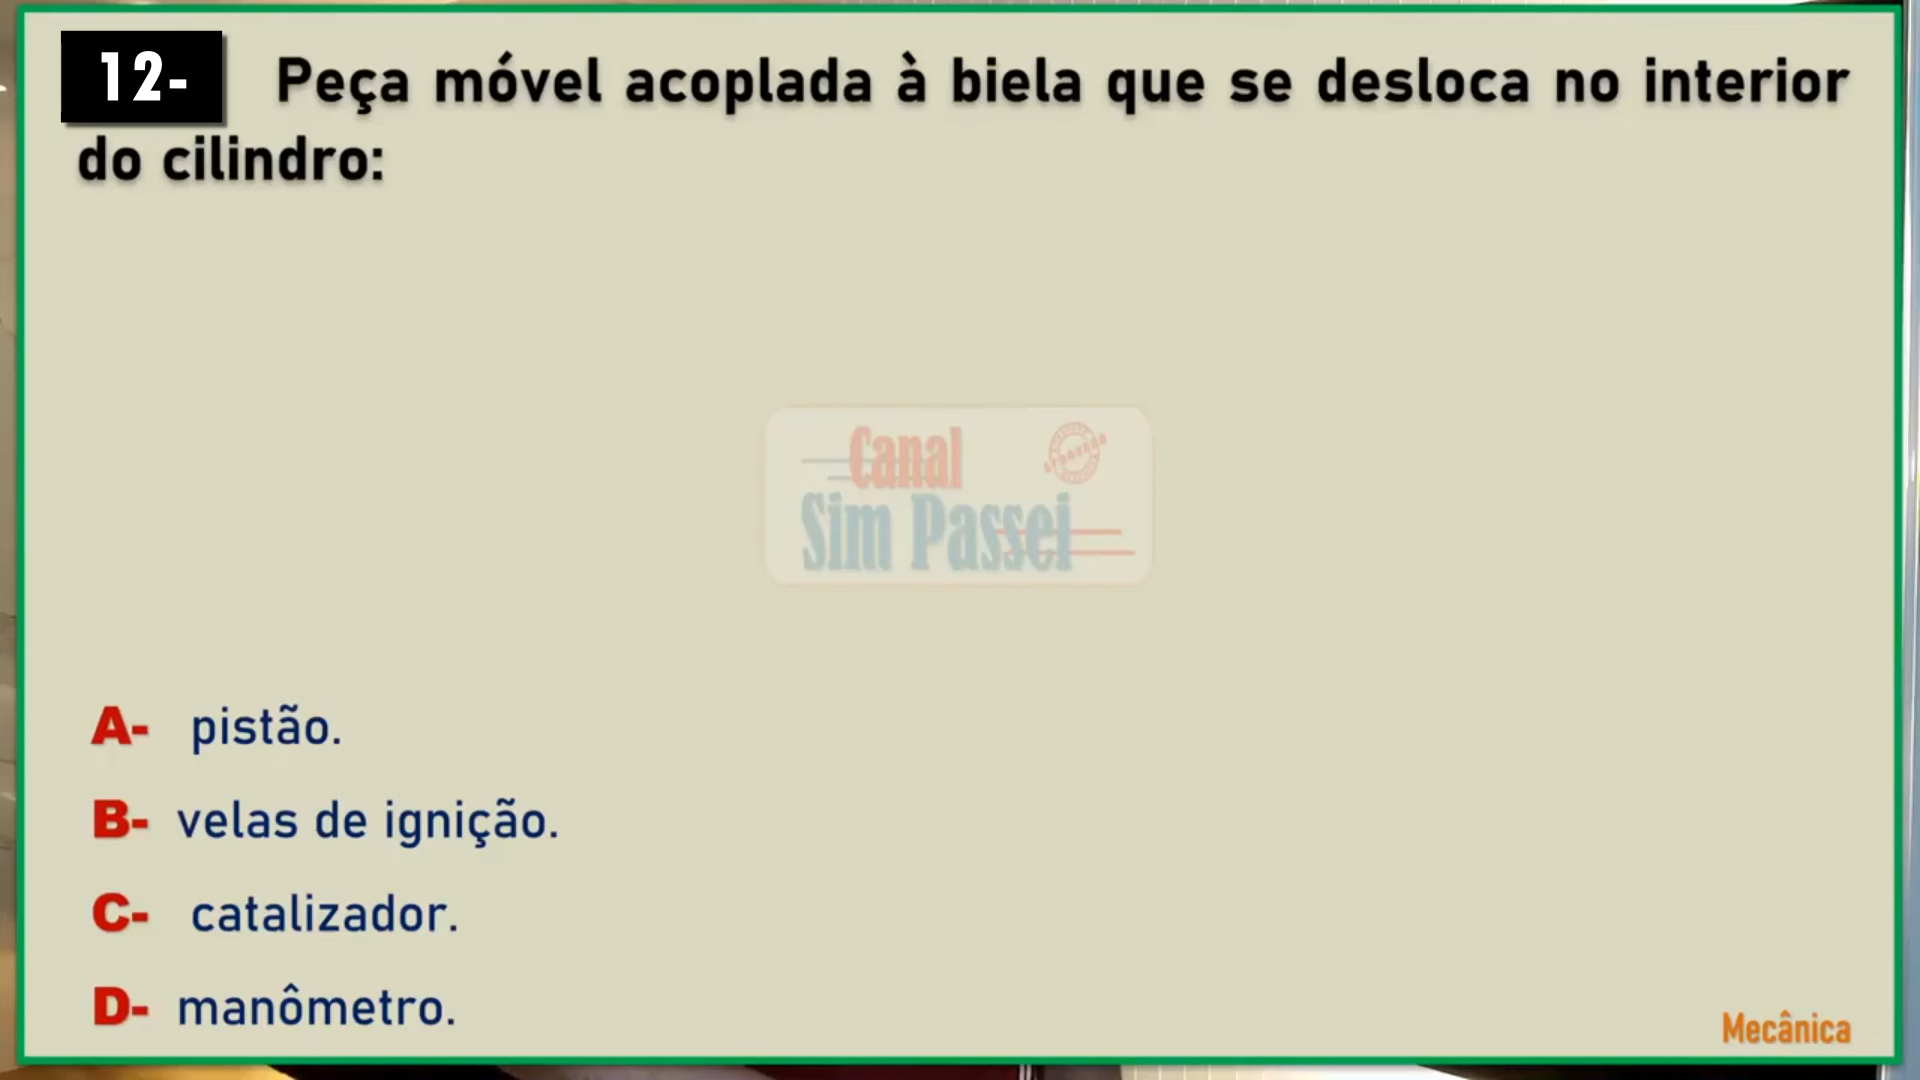 12- Peça móvel acoplada à biela que se desloca no interior
do cilindro:
Canal
Sim Passei
A- pistão.
B- velas de ignição.
C- catalizador.
D- manômetro.
Mecânica